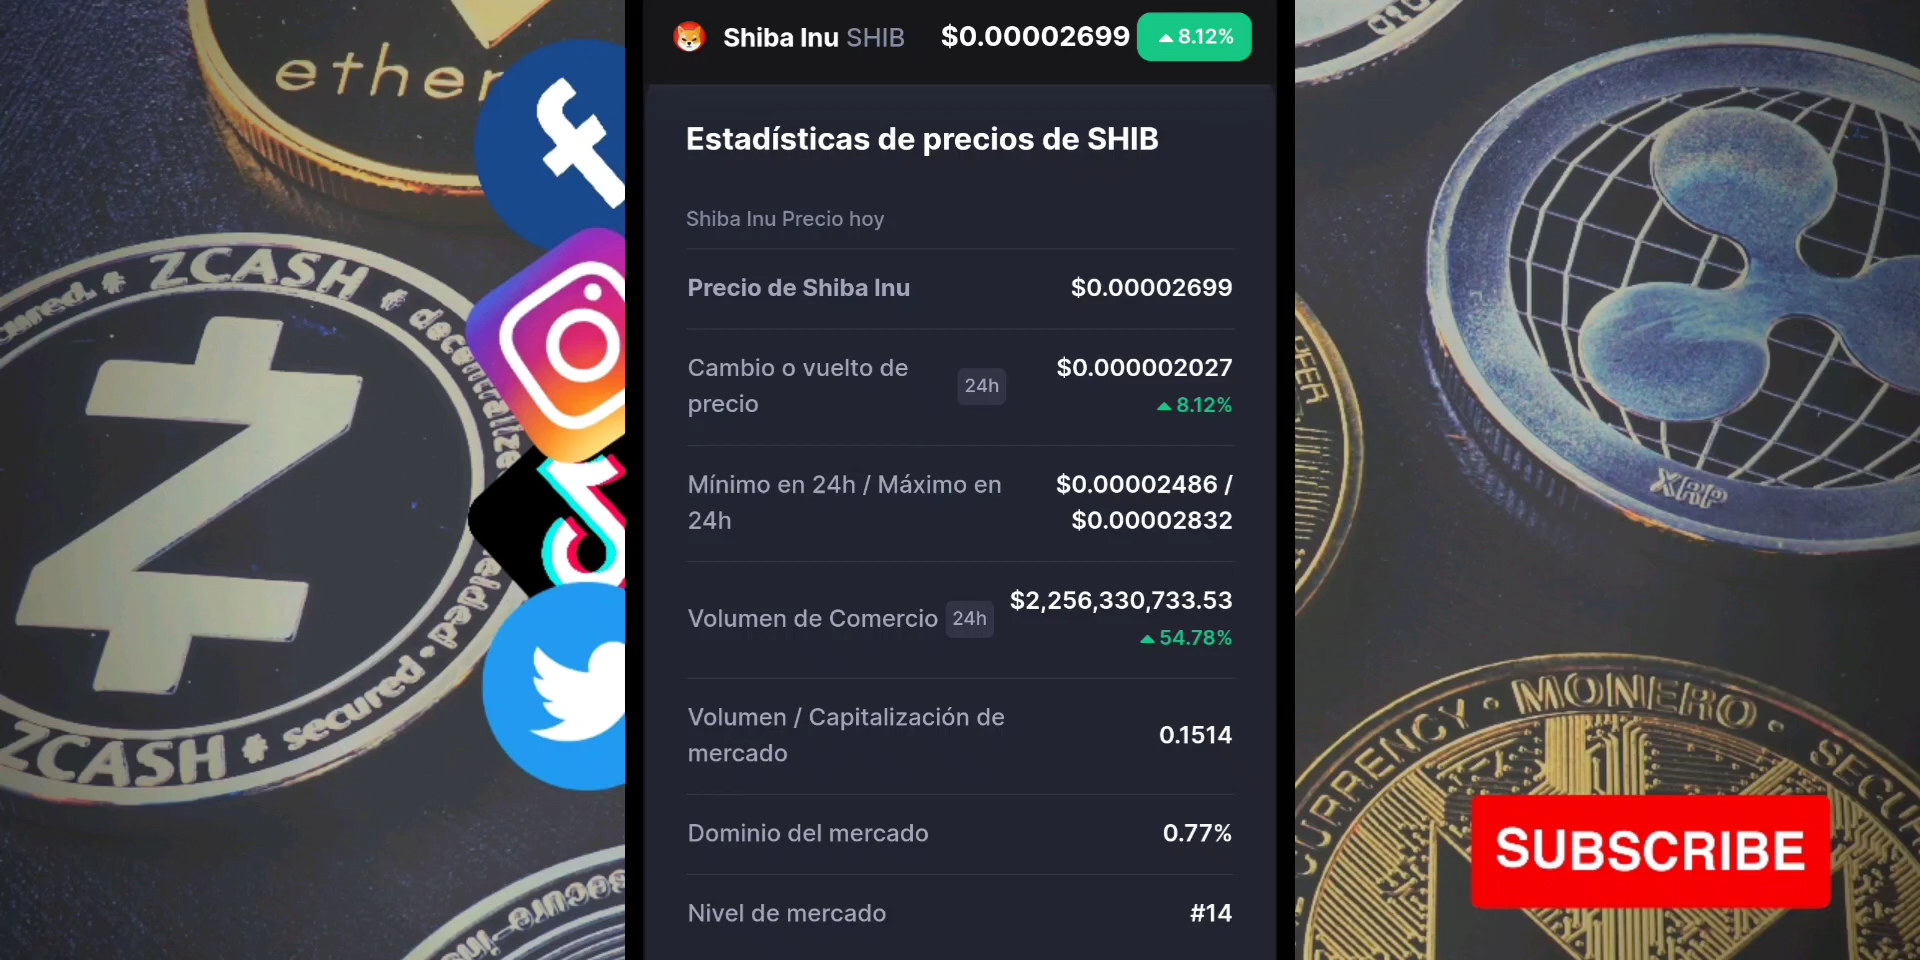 Shiba Inu SHIB $0.00002699 8.12%
Estadísticas de precios de SHIB
Shiba Inu Precio hoy
Precio de Shiba Inu $0.00002699
Cambio o vuelto de precio 24h $0.000002027
8.12%
Mínimo en 24h / Máximo en 24h $0.00002486 /
$0.00002832
Volumen de Comercio 24h $2,256,330,733.53
54.78%
Volumen / Capitalización de mercado 0.1514
Dominio del mercado 0.77%
Nivel de mercado #14
ether
ZCASH
ZCASH # secured
XRP
CURRENCY · MONERO ·
SUBSCRIBE